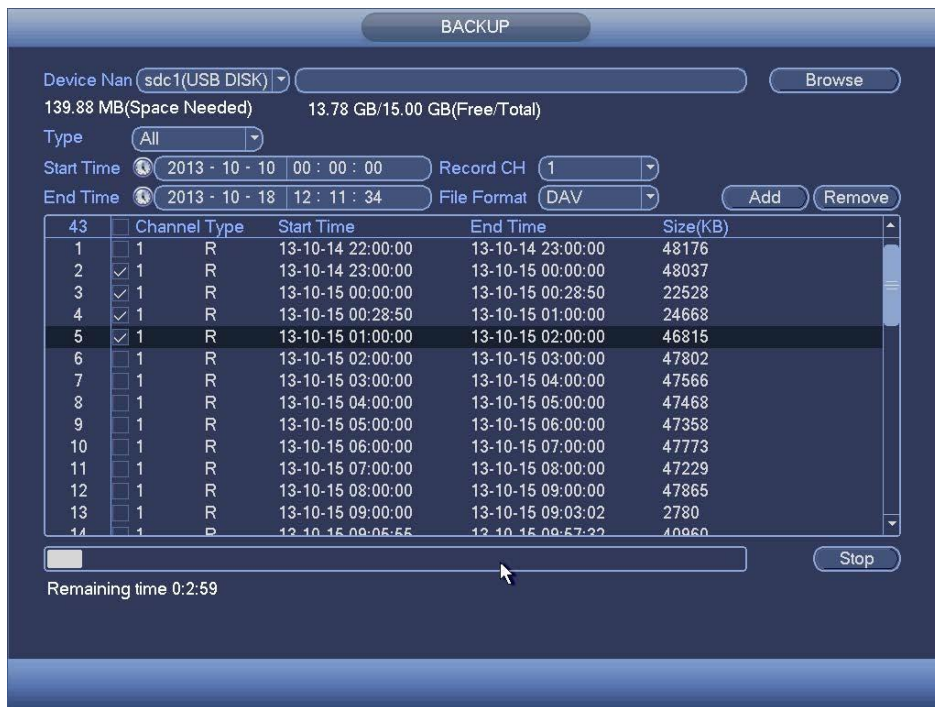 BACKUP
Device Nan sdc1(USB DISK) Browse
139.88 MB(Space Needed) 13.78 GB/15.00 GB(Free/Total)
Type All
Start Time 2013 - 10 - 10 00 : 00 : 00 Record CH 1
End Time 2013 - 10 - 18 12 : 11 : 34 File Format DAV Add Remove
43 Channel Type Start Time End Time Size(KB)
1 1 R 13-10-14 22:00:00 13-10-14 23:00:00 48176
2 1 R 13-10-14 23:00:00 13-10-15 00:00:00 48037
3 1 R 13-10-15 00:00:00 13-10-15 00:28:50 22528
4 1 R 13-10-15 00:28:50 13-10-15 01:00:00 24668
5 1 R 13-10-15 01:00:00 13-10-15 02:00:00 46815
6 1 R 13-10-15 02:00:00 13-10-15 03:00:00 47802
7 1 R 13-10-15 03:00:00 13-10-15 04:00:00 47566
8 1 R 13-10-15 04:00:00 13-10-15 05:00:00 47468
9 1 R 13-10-15 05:00:00 13-10-15 06:00:00 47358
10 1 R 13-10-15 06:00:00 13-10-15 07:00:00 47773
11 1 R 13-10-15 07:00:00 13-10-15 08:00:00 47229
12 1 R 13-10-15 08:00:00 13-10-15 09:00:00 47865
13 1 R 13-10-15 09:00:00 13-10-15 09:03:02 2780
14 1 R
Stop
Remaining time 0:2:59